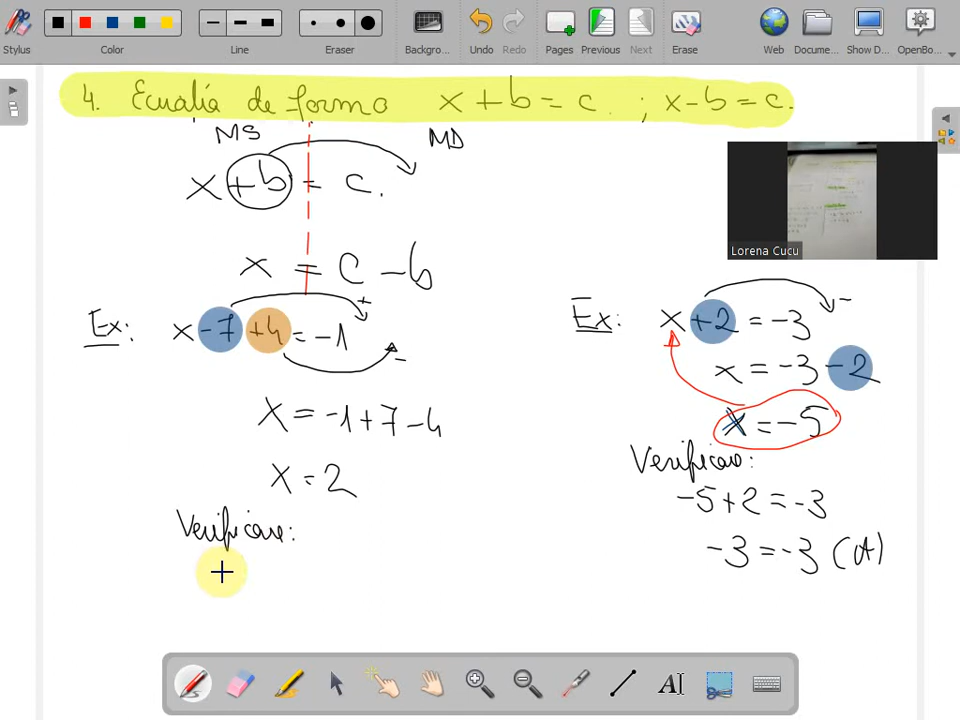 Stylus Color Line Eraser Backgro... Undo Redo Pages Previous Next Erase Web Docume... Show D... OpenBo...
4. Ecuatia de forma x + b = c ; x - b = c.
MS MD
x + b = c.
x = c - b
Ex: x - 7 + 4 = -1
+
-
x = -1 + 7 - 4
x = 2
Verificare:
Lorena Cucu
Ex: x + 2 = -3
-
x = -3 - 2
x = -5
Verificare:
-5 + 2 = -3
-3 = -3 (A)